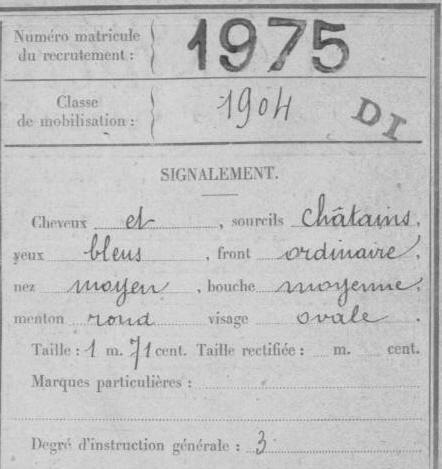 Numéro matricule du recrutement : 1975
Classe de mobilisation : 1904
DI
SIGNALEMENT.
Cheveux et , sourcils châtains,
yeux bleus , front ordinaire,
nez moyen , bouche moyenne,
menton rond visage ovale .
Taille : 1 m. 71 cent. Taille rectifiée : m. cent.
Marques particulières :
Degré d'instruction générale : 3